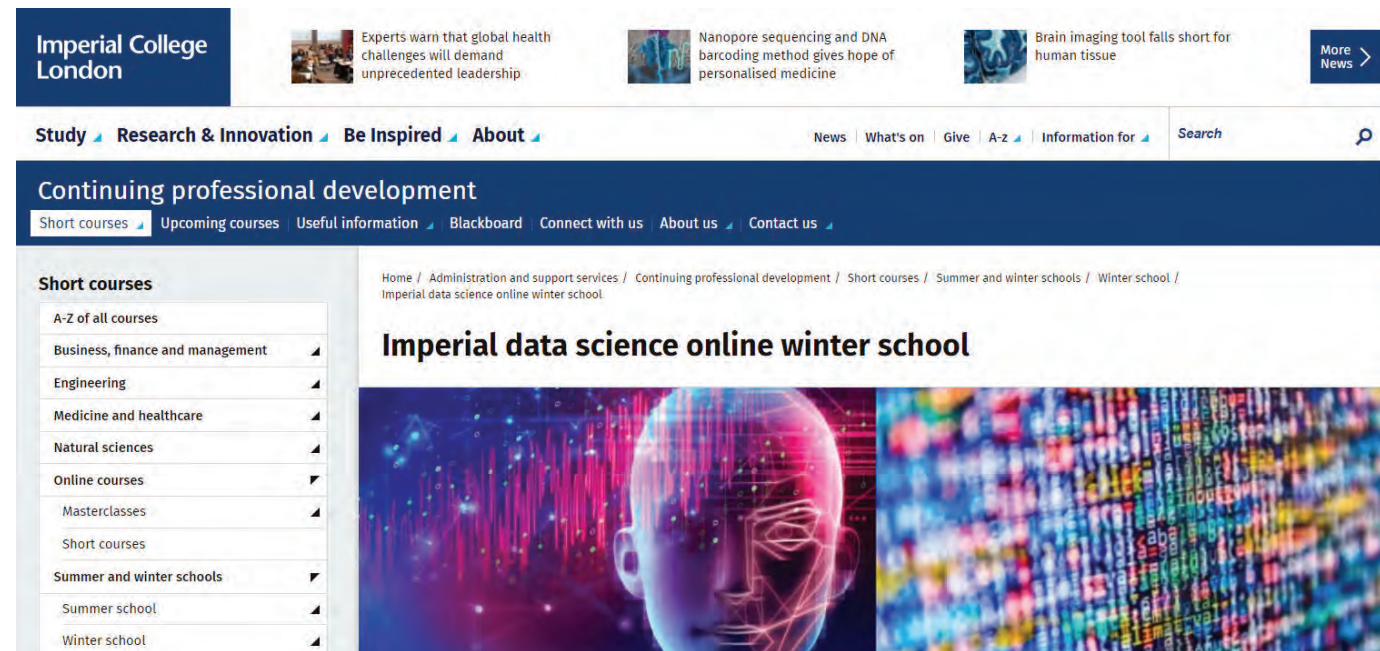 Imperial College
London
Experts warn that global health
challenges will demand
unprecedented leadership
Nanopore sequencing and DNA
barcoding method gives hope of
personalised medicine
Brain imaging tool falls short for
human tissue
More
News
Study Research & Innovation Be Inspired About
News What's on Give A-z Information for Search
Continuing professional development
Short courses Upcoming courses Useful information Blackboard Connect with us About us Contact us
Short courses
A-Z of all courses
Business, finance and management
Engineering
Medicine and healthcare
Natural sciences
Online courses
Masterclasses
Short courses
Summer and winter schools
Summer school
Winter school
Home / Administration and support services / Continuing professional development / Short courses / Summer and winter schools / Winter school /
Imperial data science online winter school
Imperial data science online winter school